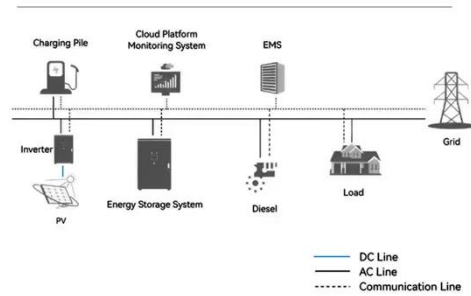 Charging Pile
Cloud Platform
Monitoring System
EMS
Grid
Inverter
PV
Energy Storage System
Diesel
Load
DC Line
AC Line
Communication Line